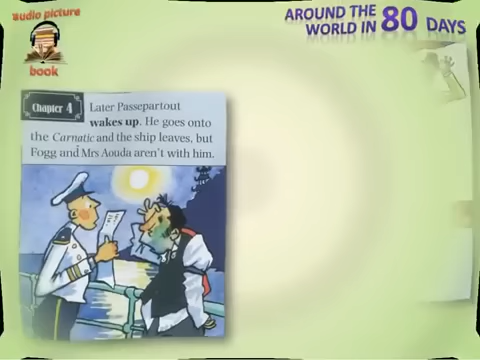 audio picture
book
AROUND THE
WORLD IN 80 DAYS
Chapter 4
Later Passepartout
wakes up. He goes onto
the Carnatic and the ship leaves, but
Fogg and Mrs Aouda aren't with him.